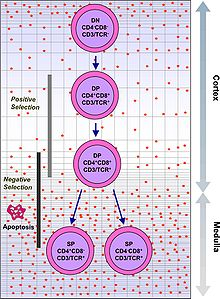 DN
CD4⁻CD8⁻
CD3/TCR⁻
Cortex
DP
CD4⁺CD8⁺
CD3/TCR⁻
Positive
Selection
DP
CD4⁺CD8⁺
CD3/TCR⁺
Negative
Selection
Apoptosis
Medulla
SP
CD4⁺CD8⁻
CD3/TCR⁺
SP
CD4⁻CD8⁺
CD3/TCR⁺